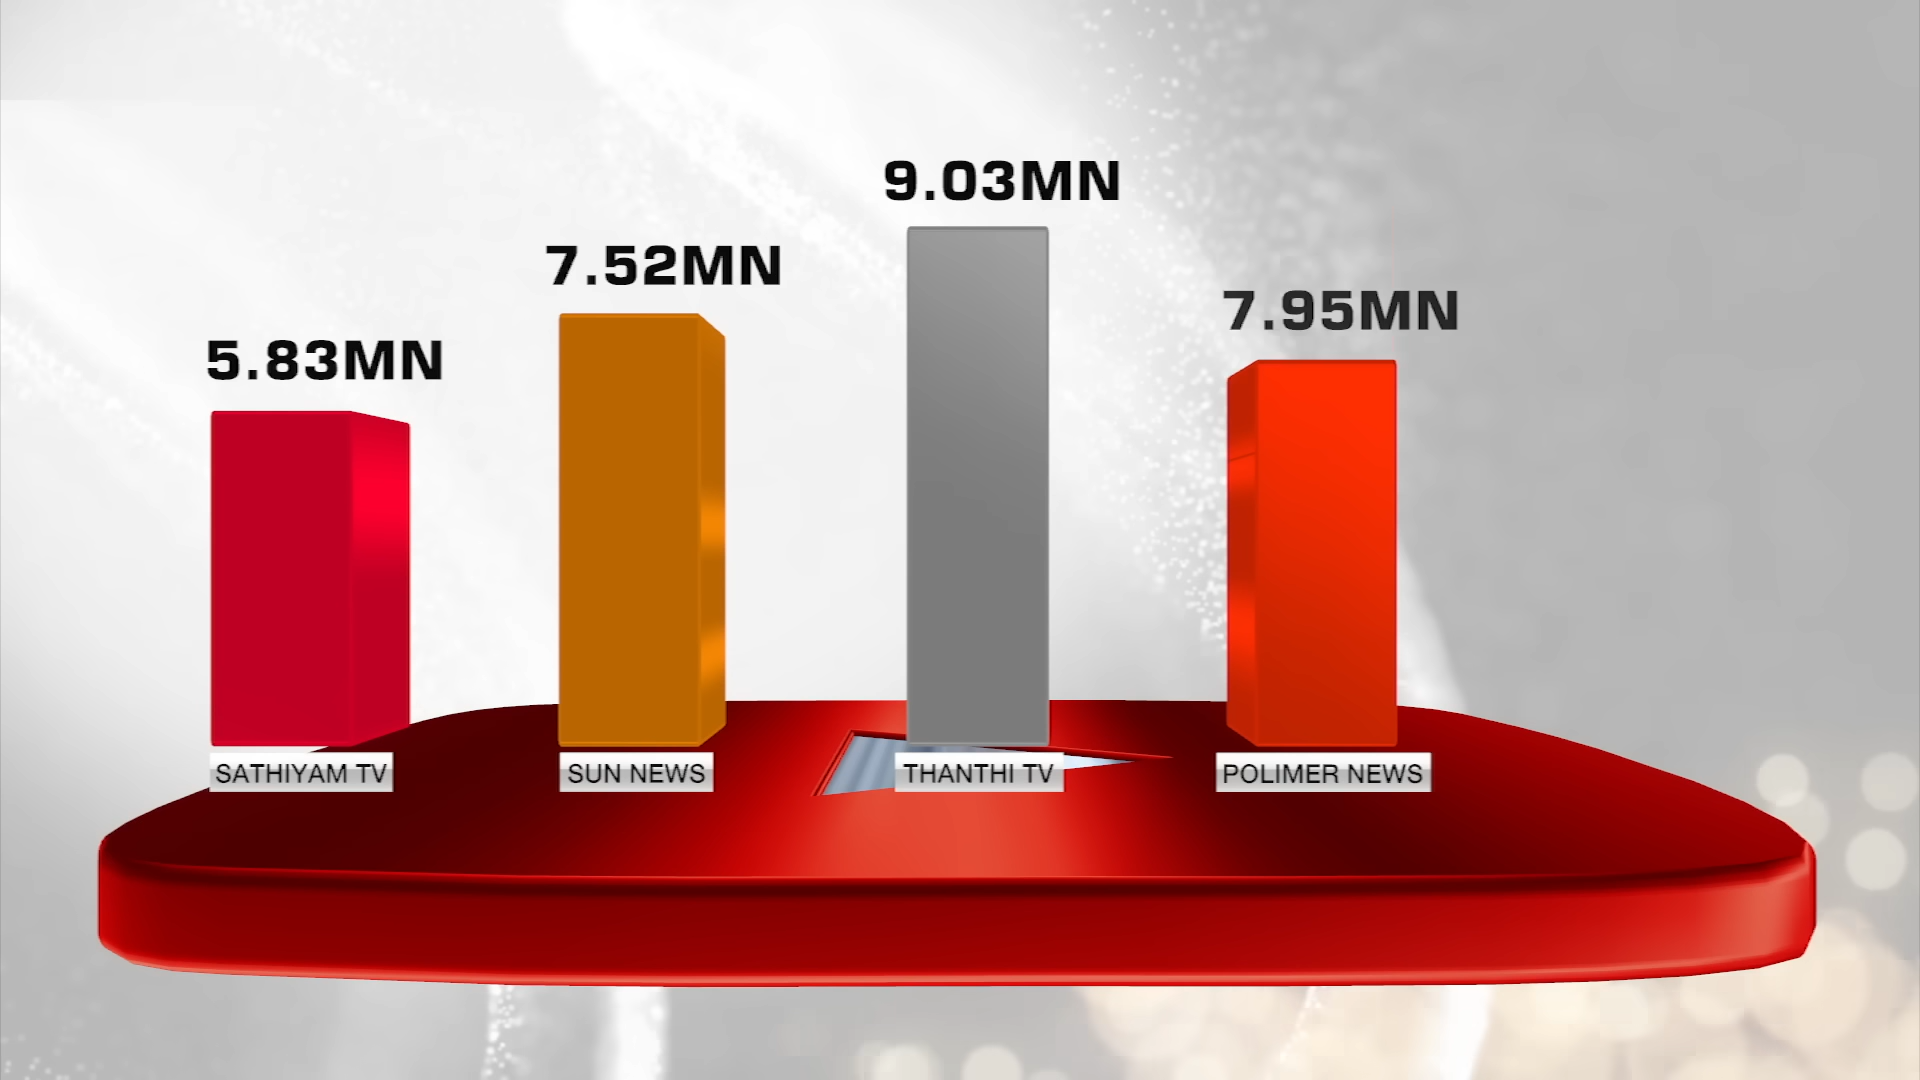 9.03MN
7.52MN
7.95MN
5.83MN
SATHIYAM TV
SUN NEWS
THANTHI TV
POLIMER NEWS